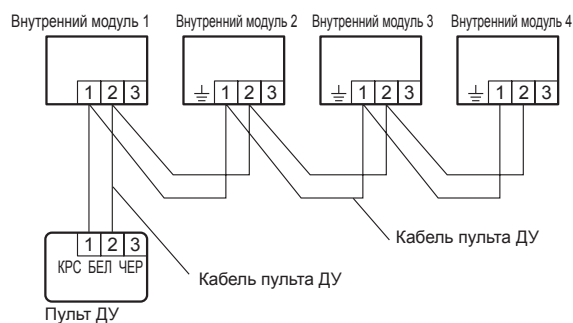 Внутренний модуль 1 Внутренний модуль 2 Внутренний модуль 3 Внутренний модуль 4
1 2 3 1 2 3 1 2 3 1 2 3
Кабель пульта ДУ
1 2 3
КРС БЕЛ ЧЕР
Кабель пульта ДУ
Пульт ДУ